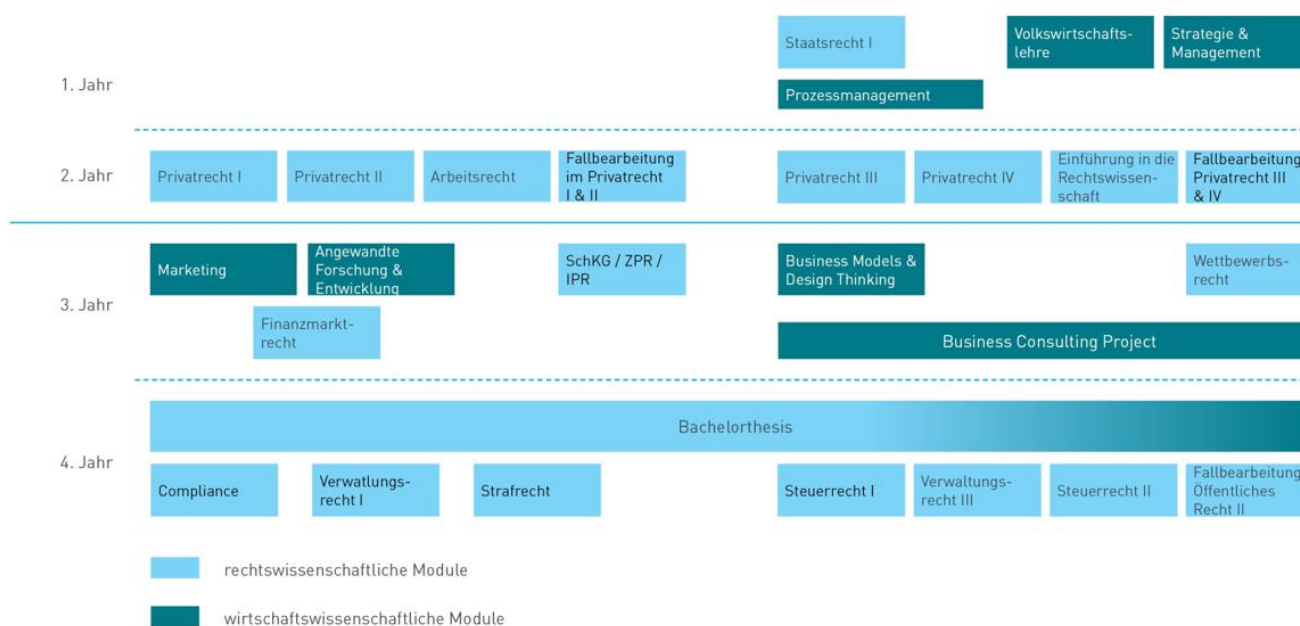 Staatsrecht I
Volkswirtschafts-
lehre
Strategie &
Management
1. Jahr
Prozessmanagement
2. Jahr
Privatrecht I
Privatrecht II
Arbeitsrecht
Fallbearbeitung
im Privatrecht
I & II
Privatrecht III
Privatrecht IV
Einführung in die
Rechtswissen-
schaft
Fallbearbeitung
Privatrecht III
& IV
3. Jahr
Marketing
Angewandte
Forschung &
Entwicklung
SchKG / ZPR /
IPR
Business Models &
Design Thinking
Wettbewerbs-
recht
Finanzmarkt-
recht
Business Consulting Project
Bachelorthesis
4. Jahr
Compliance
Verwatlungs-
recht I
Strafrecht
Steuerrecht I
Verwaltungs-
recht III
Steuerrecht II
Fallbearbeitung
Öffentliches
Recht II
rechtswissenschaftliche Module
wirtschaftswissenschaftliche Module